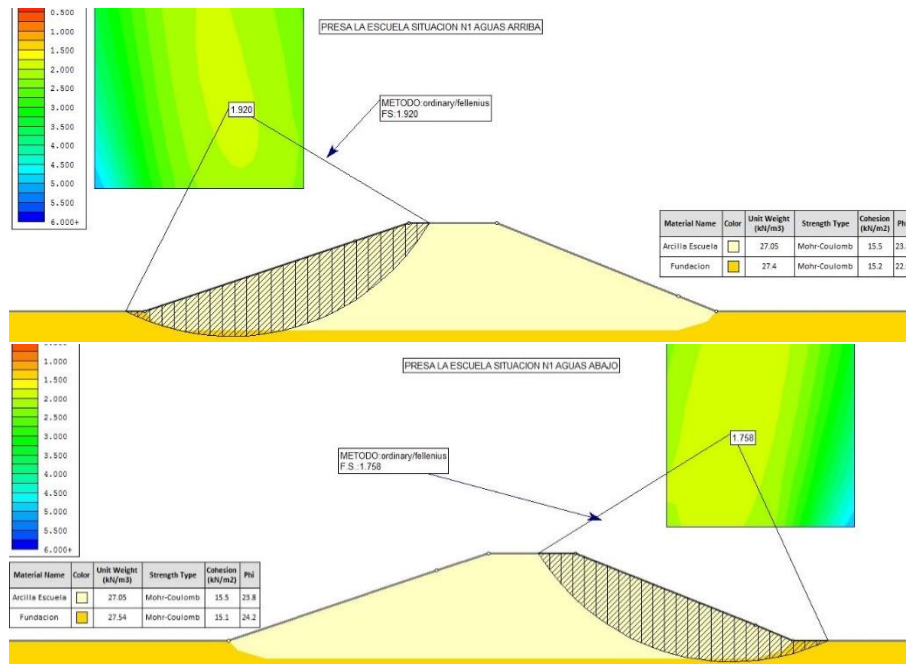 0.500
1.000
1.500
2.000
2.500
3.000
3.500
4.000
4.500
5.000
5.500
6.000+
PRESA LA ESCUELA SITUACION N1 AGUAS ARRIBA
1.920
METODO:ordinary/fellenius
FS:1.920
Material Name Color Unit Weight (kN/m3) Strength Type Cohesion (kN/m2)
Arcilla Escuela 27.05 Mohr-Coulomb 15.5
Fundacion 27.4 Mohr-Coulomb 15.2
1.000
1.500
2.000
2.500
3.000
3.500
4.000
4.500
5.000
5.500
6.000+
PRESA LA ESCUELA SITUACION N1 AGUAS ABAJO
1.758
METODO:ordinary/fellenius
F.S.:1.758
Material Name Color Unit Weight (kN/m3) Strength Type Cohesion (kN/m2) Phi
Arcilla Escuela 27.05 Mohr-Coulomb 15.5 23.8
Fundacion 27.54 Mohr-Coulomb 15.1 24.2